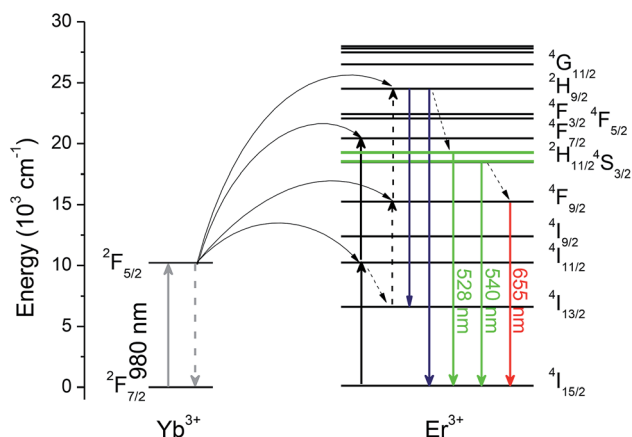 30
25
20
15
10
5
0
Energy (10³ cm⁻¹)
²F₅/₂
²F₇/₂
980 nm
Yb³⁺
⁴G₁₁/₂
²H₉/₂
⁴F₃/₂ ⁴F₅/₂
⁴F₇/₂
²H₁₁/₂ ⁴S₃/₂
⁴F₉/₂
⁴I₉/₂
⁴I₁₁/₂
⁴I₁₃/₂
⁴I₁₅/₂
528 nm
540 nm
655 nm
Er³⁺